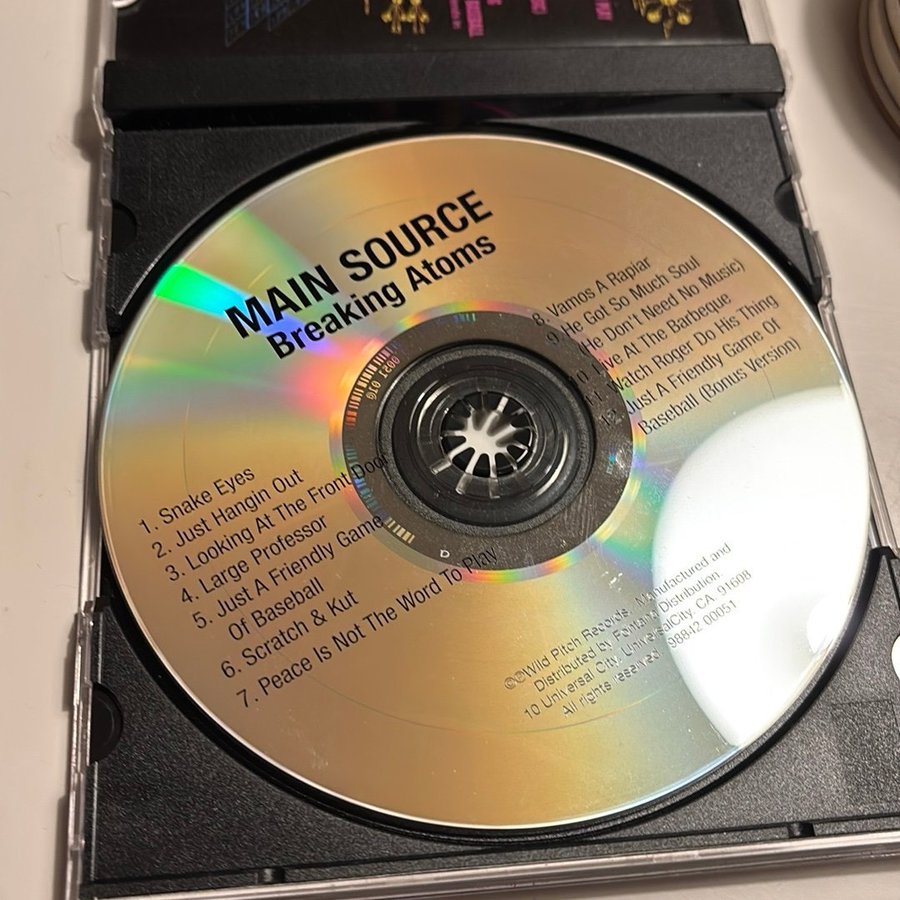 MAIN SOURCE
Breaking Atoms
1. Snake Eyes
2. Just Hangin Out
3. Looking At The Front Door
4. Large Professor
5. Just A Friendly Game
Of Baseball
6. Scratch & Kut
7. Peace Is Not The Word To Play
8. Vamos A Rapiar
9. He Got So Much Soul
(He Don't Need No Music)
10. Live At The Barbeque
11. Watch Roger Do His Thing
12. Just A Friendly Game Of
Baseball (Bonus Version)
©℗Wild Pitch Records. Manufactured and
Distributed by Fontana Distribution.
10 Universal City. UniversalCity, CA. 91608
All rights reserved. 988-12 00051